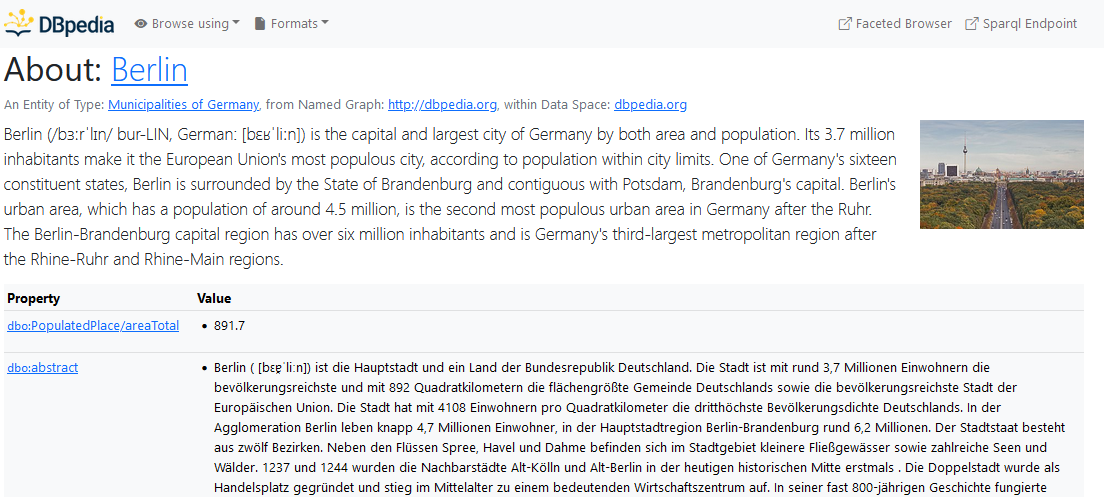 DBpedia Browse using Formats Faceted Browser Sparql Endpoint
About: Berlin
An Entity of Type: Municipalities of Germany, from Named Graph: http://dbpedia.org, within Data Space: dbpedia.org
Berlin (/bɜːrˈlɪn/ bur-LIN, German: [bɛʁˈliːn]) is the capital and largest city of Germany by both area and population. Its 3.7 million
inhabitants make it the European Union's most populous city, according to population within city limits. One of Germany's sixteen
constituent states, Berlin is surrounded by the State of Brandenburg and contiguous with Potsdam, Brandenburg's capital. Berlin's
urban area, which has a population of around 4.5 million, is the second most populous urban area in Germany after the Ruhr.
The Berlin-Brandenburg capital region has over six million inhabitants and is Germany's third-largest metropolitan region after
the Rhine-Ruhr and Rhine-Main regions.
Property Value
dbo:PopulatedPlace/areaTotal • 891.7
dbo:abstract • Berlin ( [bɛɐ̯ˈliːn]) ist die Hauptstadt und ein Land der Bundesrepublik Deutschland. Die Stadt ist mit rund 3,7 Millionen Einwohnern die
bevölkerungsreichste und mit 892 Quadratkilometern die flächengrößte Gemeinde Deutschlands sowie die bevölkerungsreichste Stadt der
Europäischen Union. Die Stadt hat mit 4108 Einwohnern pro Quadratkilometer die dritthöchste Bevölkerungsdichte Deutschlands. In der
Agglomeration Berlin leben knapp 4,7 Millionen Einwohner, in der Hauptstadtregion Berlin-Brandenburg rund 6,2 Millionen. Der Stadtstaat besteht
aus zwölf Bezirken. Neben den Flüssen Spree, Havel und Dahme befinden sich im Stadtgebiet kleinere Fließgewässer sowie zahlreiche Seen und
Wälder. 1237 und 1244 wurden die Nachbarstädte Alt-Kölln und Alt-Berlin in der heutigen historischen Mitte erstmals . Die Doppelstadt wurde als
Handelsplatz gegründet und stieg im Mittelalter zu einem bedeutenden Wirtschaftszentrum auf. In seiner fast 800-jährigen Geschichte fungierte